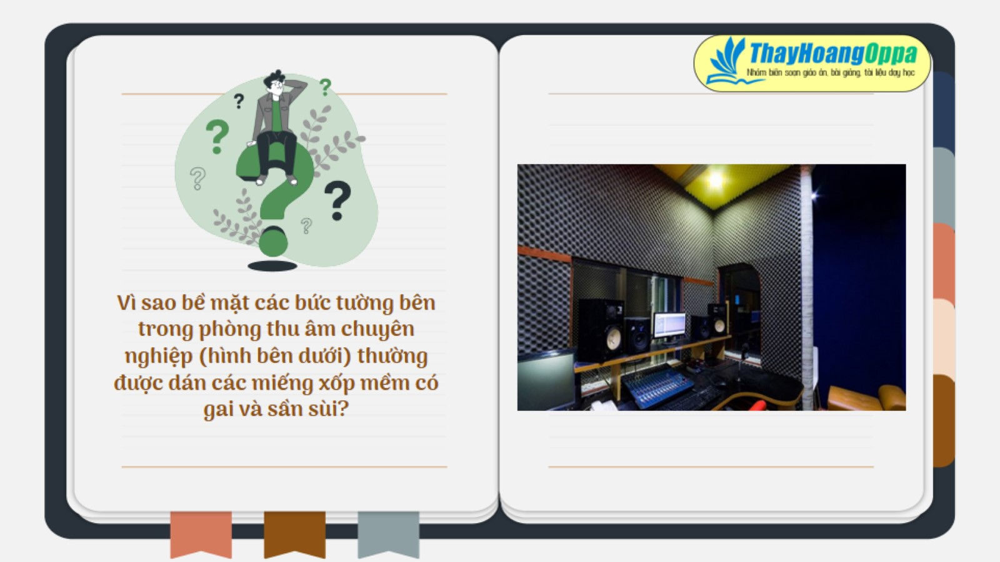 ThayHoangOppa
Nhóm biên soạn giáo án, bài giảng, tài liệu dạy học
?
?
?
?
?
?
Vì sao bề mặt các bức tường bên
trong phòng thu âm chuyên
nghiệp (hình bên dưới) thường
được dán các miếng xốp mềm có
gai và sần sùi?